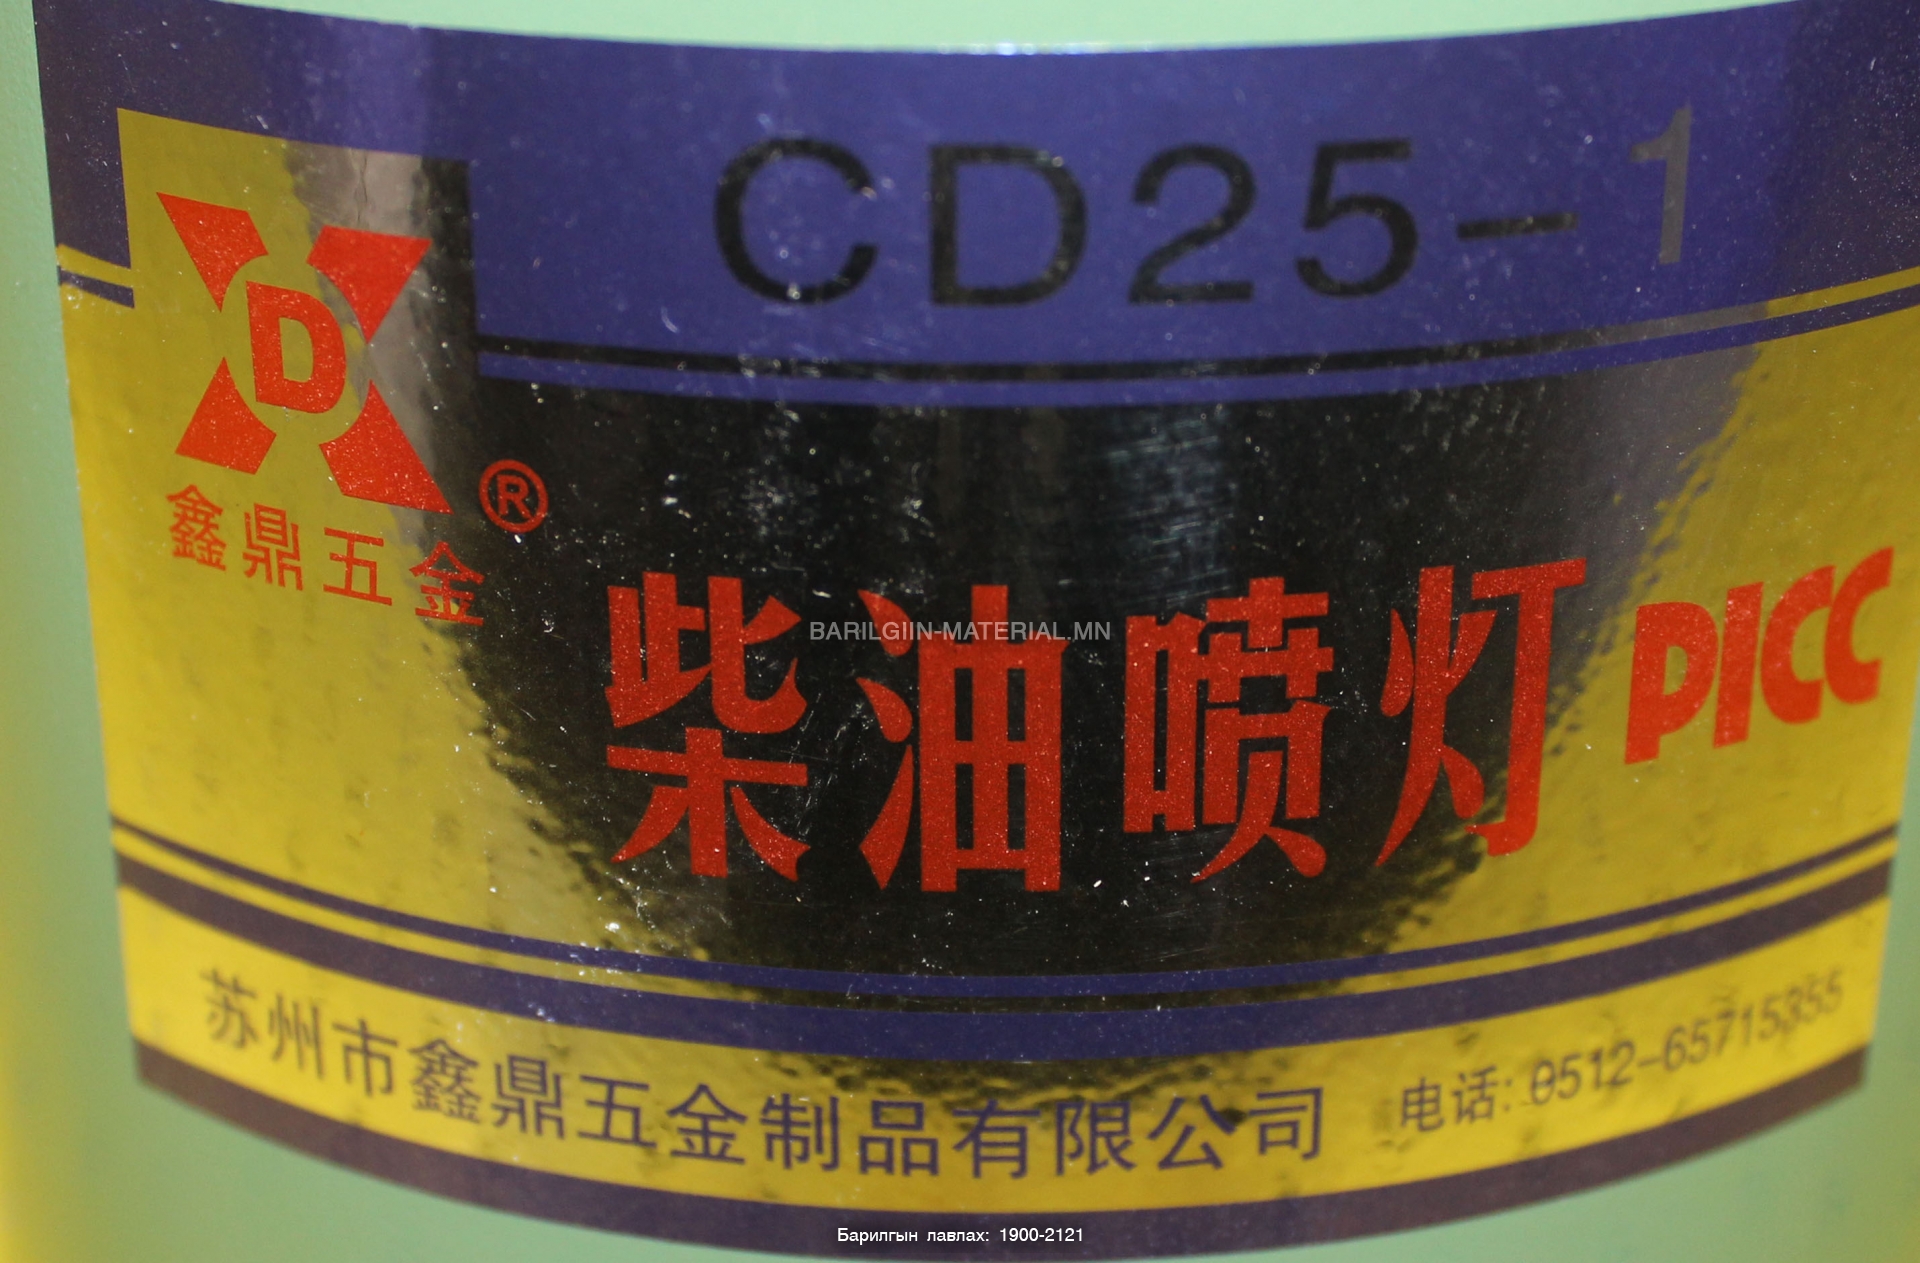 CD25-1
D
鑫鼎五金®
柴油喷灯 PICC
BARILGIIN-MATERIAL.MN
苏州市鑫鼎五金制品有限公司 电话: 0512-65715355
Барилгын лавлах: 1900-2121